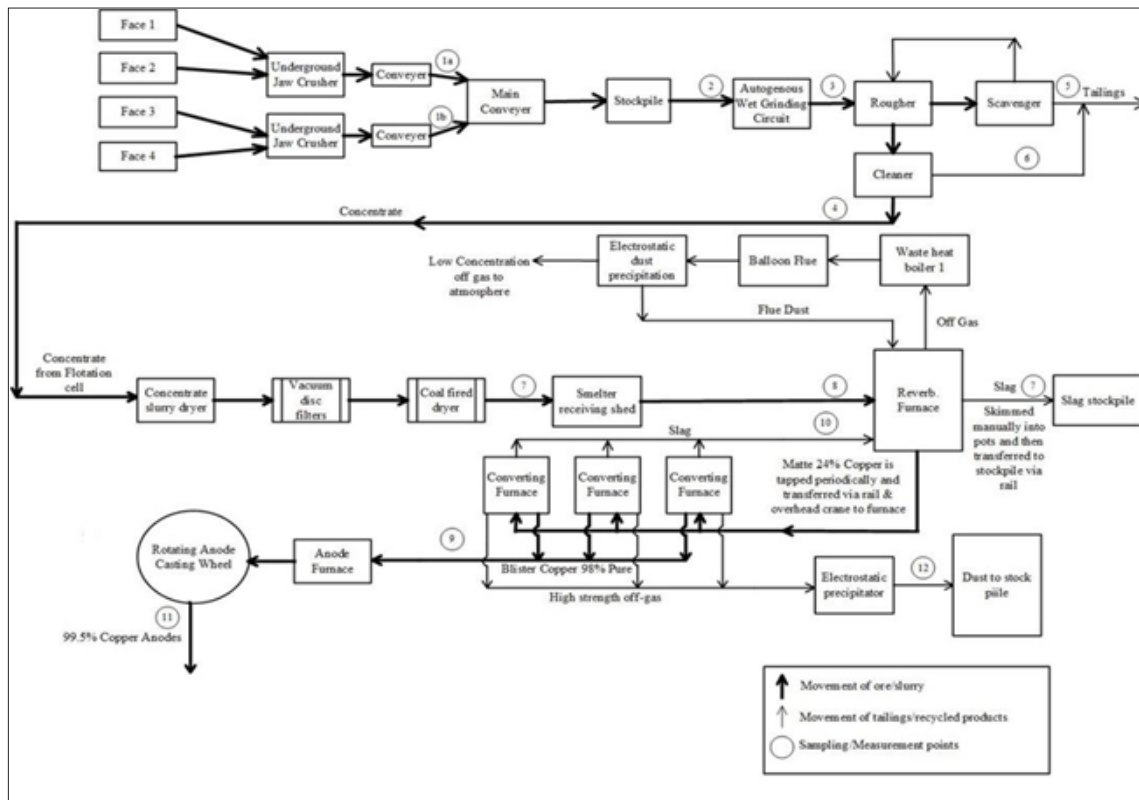 Face 1
Face 2
Face 3
Face 4
Underground
Jaw Crusher
Underground
Jaw Crusher
Conveyer
Conveyer
1a
1b
Main
Conveyer
Stockpile
2
Autogenous
Wet Grinding
Circuit
3
Rougher
Scavenger
5
Tailings
6
Cleaner
4
Concentrate
Low Concentration
off gas to
atmosphere
Electrostatic
dust
precipitation
Balloon Flue
Waste heat
boiler 1
Flue Dust
Off Gas
Concentrate
from Flotation
cell
Concentrate
slurry dryer
Vacuum
disc
filters
Coal fired
dryer
7
Smelter
receiving shed
8
Reverb.
Furnace
Slag
7
Skimmed
manually into
pots and then
transferred to
stockpile via
rail
Slag stockpile
Slag
10
Converting
Furnace
Converting
Furnace
Converting
Furnace
Matte 24% Copper is
tapped periodically and
transferred via rail &
overhead crane to furnace
Rotating Anode
Casting Wheel
Anode
Furnace
9
Blister Copper 98% Pure
High strength off-gas
Electrostatic
precipitator
12
Dust to stock
piile
11
99.5% Copper Anodes
Movement of ore/slurry
Movement of tailings/recycled products
Sampling/Measurement points